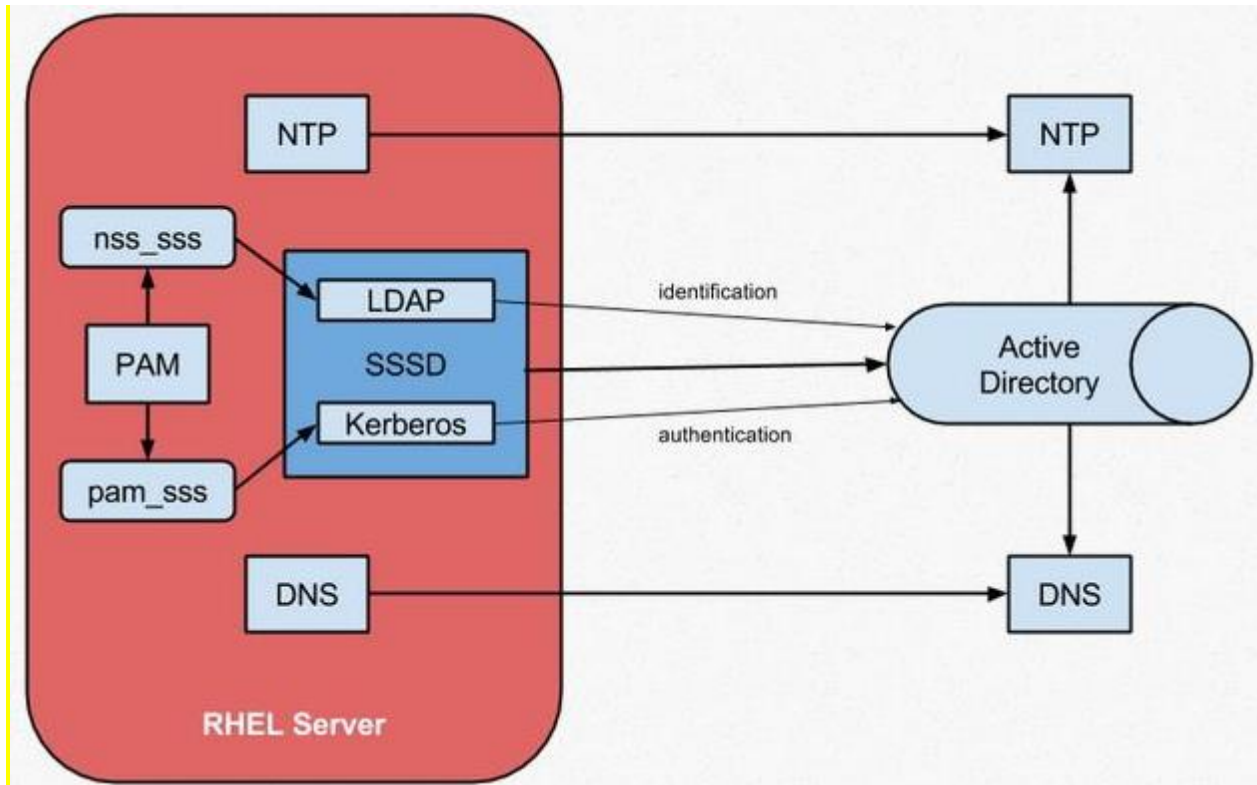 NTP
NTP
nss_sss
LDAP
identification
PAM
SSSD
Active
Directory
Kerberos
authentication
pam_sss
DNS
DNS
RHEL Server